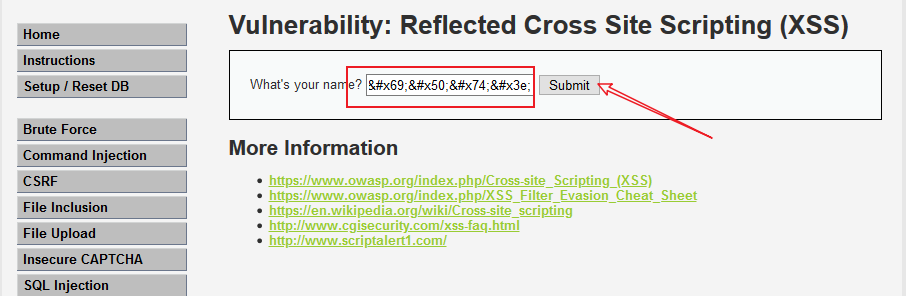 Home
Instructions
Setup / Reset DB
Brute Force
Command Injection
CSRF
File Inclusion
File Upload
Insecure CAPTCHA
SQL Injection
Vulnerability: Reflected Cross Site Scripting (XSS)
What's your name? &#x69;&#x50;&#x74;&#x3e; Submit
More Information
https://www.owasp.org/index.php/Cross-site_Scripting_(XSS)
https://www.owasp.org/index.php/XSS_Filter_Evasion_Cheat_Sheet
https://en.wikipedia.org/wiki/Cross-site_scripting
http://www.cgisecurity.com/xss-faq.html
http://www.scriptalert1.com/